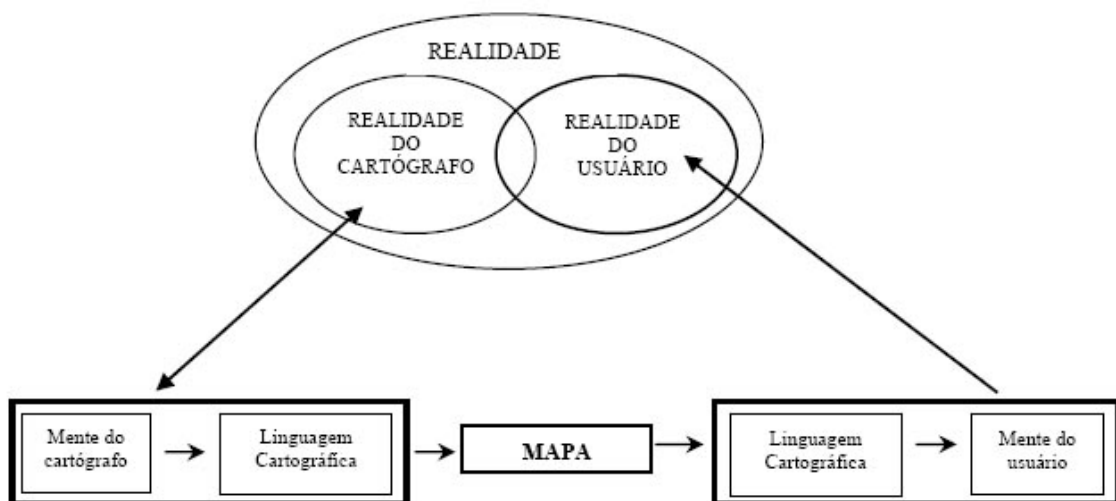 REALIDADE
REALIDADE
DO
CARTÓGRAFO
REALIDADE
DO
USUÁRIO
Mente do
cartógrafo
Linguagem
Cartográfica
MAPA
Linguagem
Cartográfica
Mente do
usuário